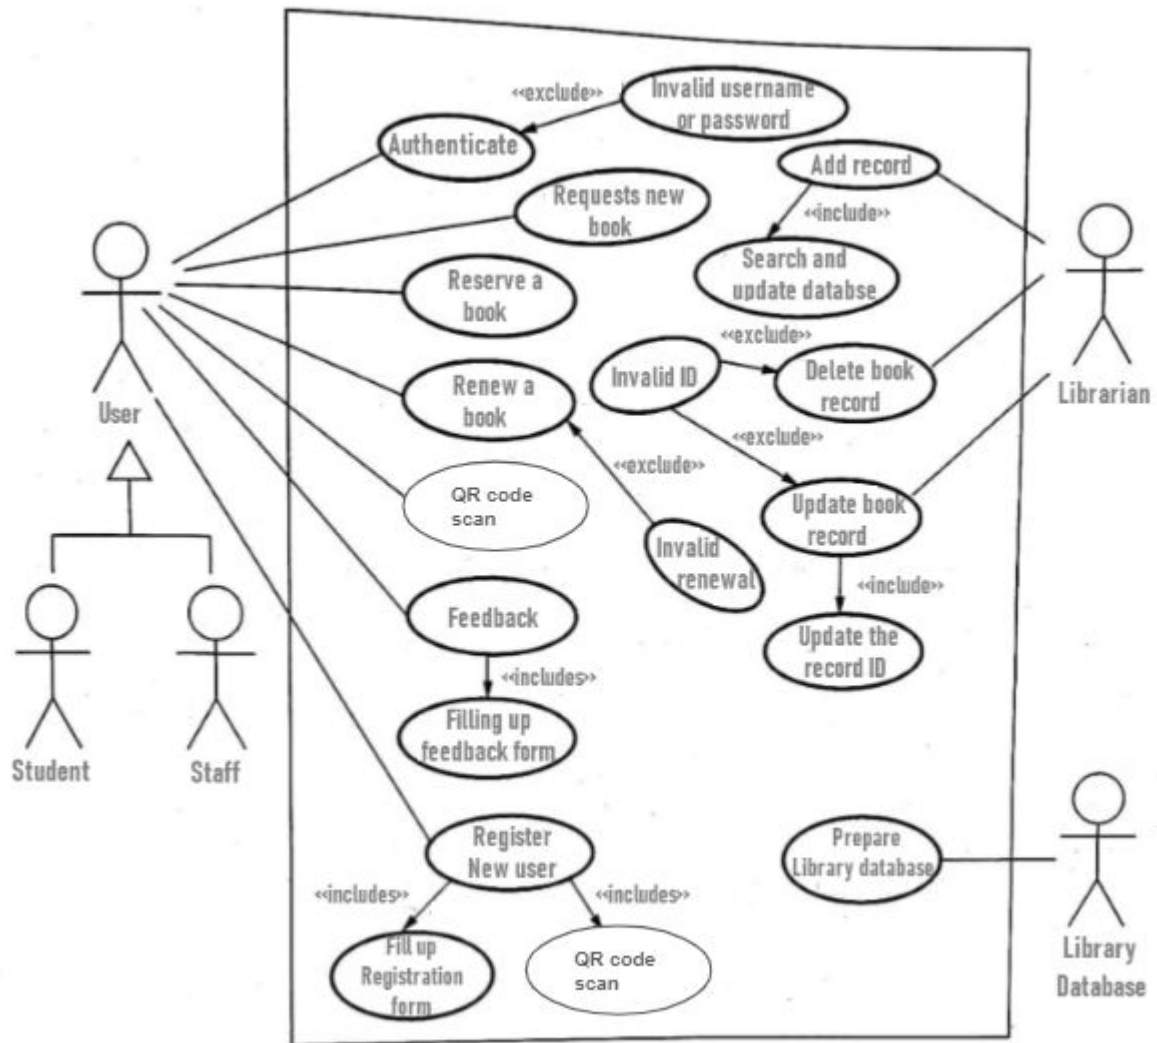 <<exclude>>
Invalid username
or password
Authenticate
Add record
Requests new
book
<<include>>
Search and
update databse
Reserve a
book
<<exclude>>
Invalid ID
Delete book
record
Renew a
book
User
Librarian
<<exclude>>
<<exclude>>
QR code
scan
Update book
record
Invalid
renewal
<<include>>
Feedback
Update the
record ID
<<includes>>
Filling up
feedback form
Student
Staff
Register
New user
Prepare
Library database
<<includes>>
<<includes>>
Fill up
Registration
form
QR code
scan
Library
Database